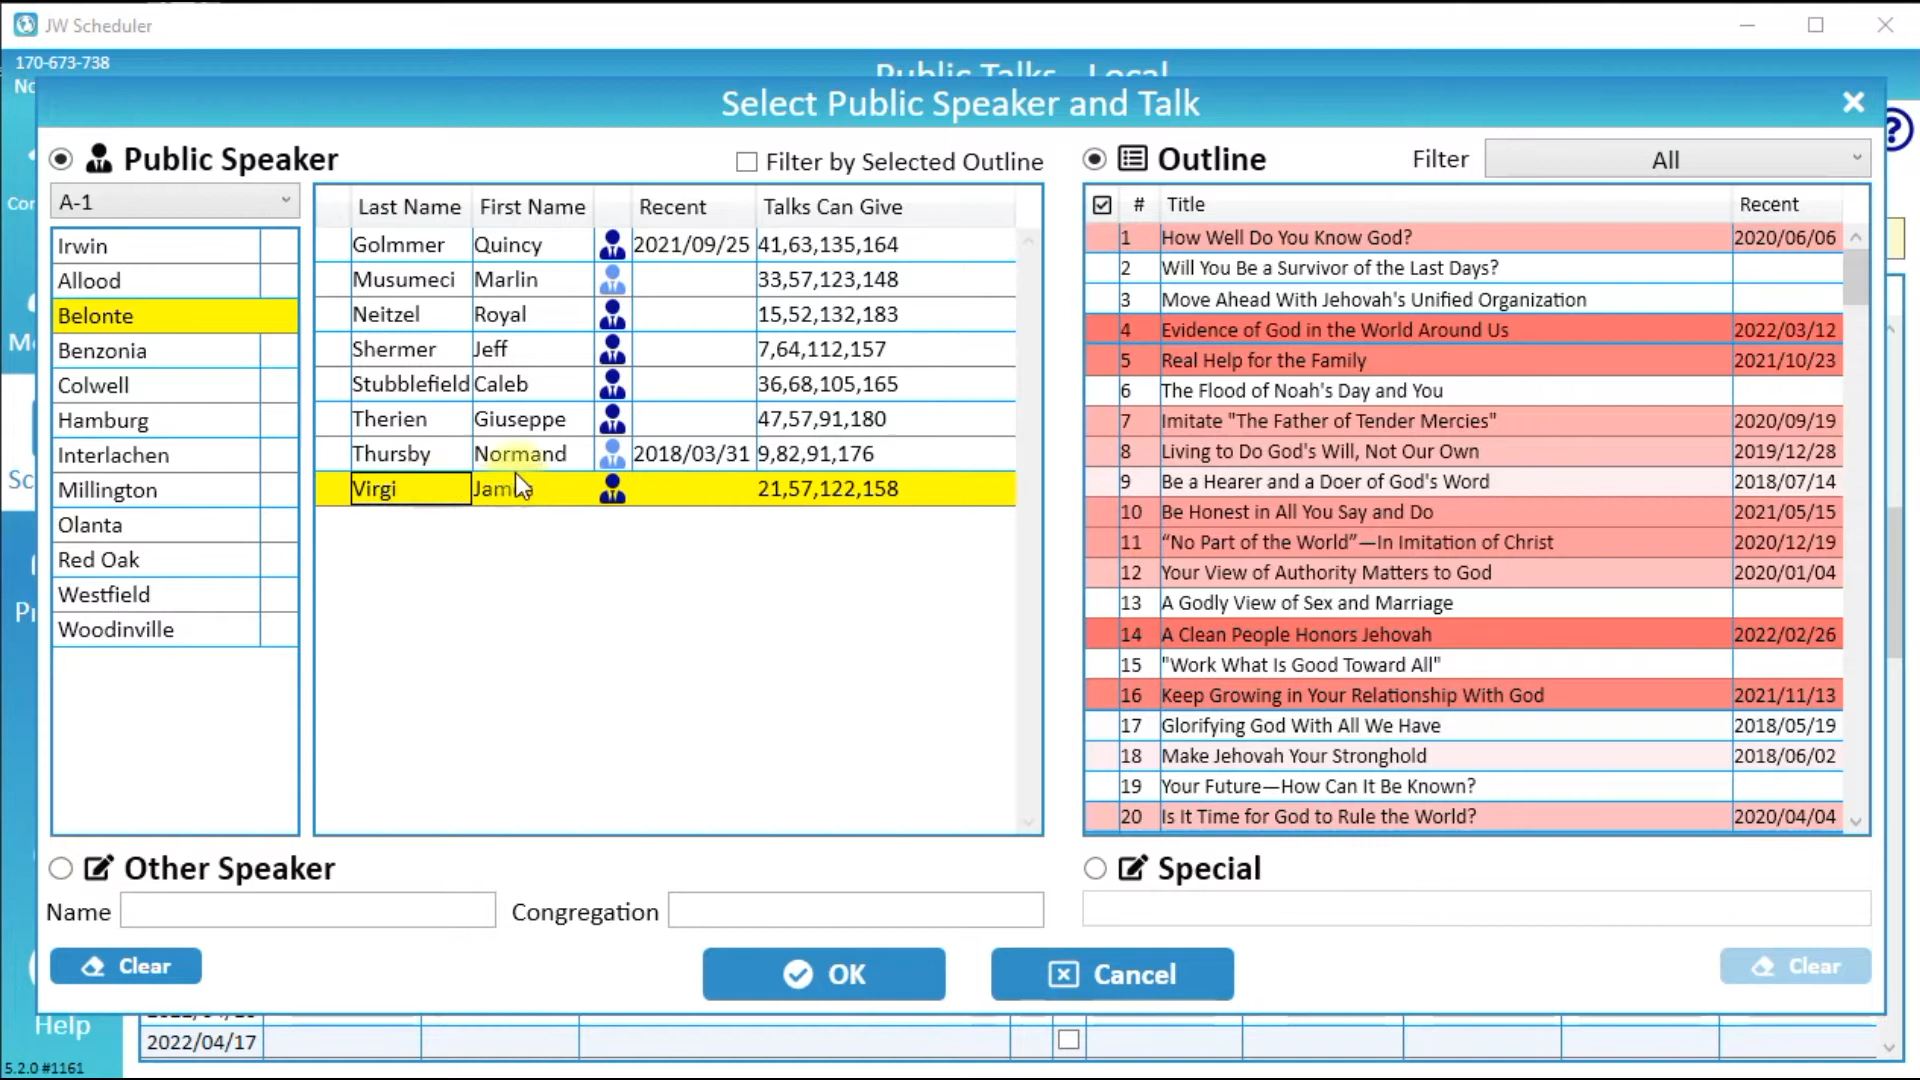 JW Scheduler
170-673-738
Public Talks - Local
Select Public Speaker and Talk
Public Speaker
Filter by Selected Outline
Outline
Filter
All
A-1
Irwin
Allood
Belonte
Benzonia
Colwell
Hamburg
Interlachen
Millington
Olanta
Red Oak
Westfield
Woodinville
Last Name First Name Recent Talks Can Give
Golmmer Quincy 2021/09/25 41,63,135,164
Musumeci Marlin 33,57,123,148
Neitzel Royal 15,52,132,183
Shermer Jeff 7,64,112,157
Stubblefield Caleb 36,68,105,165
Therien Giuseppe 47,57,91,180
Thursby Normand 2018/03/31 9,82,91,176
Virgi 21,57,122,158
# Title Recent
1 How Well Do You Know God? 2020/06/06
2 Will You Be a Survivor of the Last Days?
3 Move Ahead With Jehovah's Unified Organization
4 Evidence of God in the World Around Us 2022/03/12
5 Real Help for the Family 2021/10/23
6 The Flood of Noah's Day and You
7 Imitate "The Father of Tender Mercies" 2020/09/19
8 Living to Do God's Will, Not Our Own 2019/12/28
9 Be a Hearer and a Doer of God's Word 2018/07/14
10 Be Honest in All You Say and Do 2021/05/15
11 “No Part of the World”—In Imitation of Christ 2020/12/19
12 Your View of Authority Matters to God 2020/01/04
13 A Godly View of Sex and Marriage
14 A Clean People Honors Jehovah 2022/02/26
15 "Work What Is Good Toward All"
16 Keep Growing in Your Relationship With God 2021/11/13
17 Glorifying God With All We Have 2018/05/19
18 Make Jehovah Your Stronghold 2018/06/02
19 Your Future—How Can It Be Known?
20 Is It Time for God to Rule the World? 2020/04/04
Other Speaker
Name
Congregation
Special
Clear
OK
Cancel
Clear
Help
2022/04/17
5.2.0 #1161